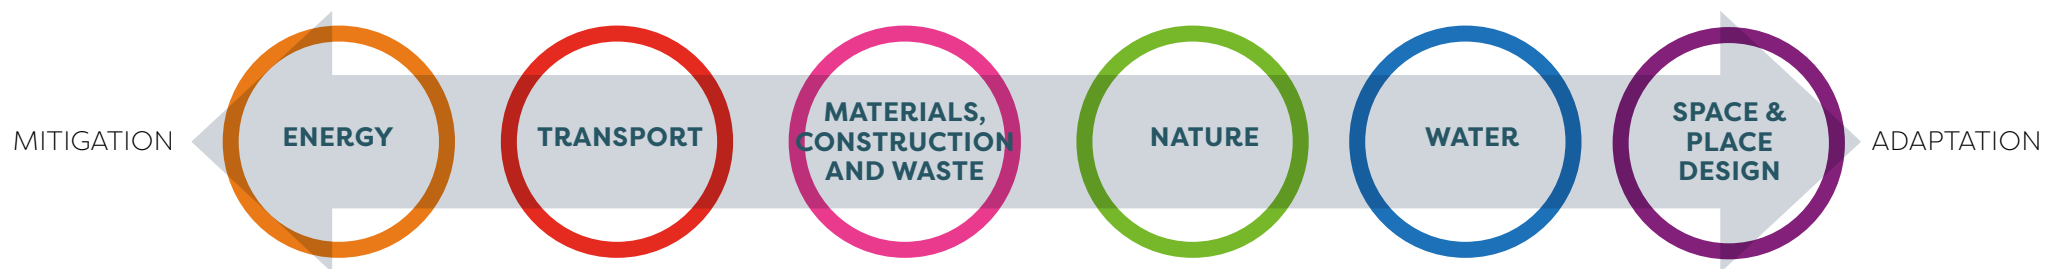 MITIGATION
ENERGY
TRANSPORT
MATERIALS,
CONSTRUCTION
AND WASTE
NATURE
WATER
SPACE &
PLACE
DESIGN
ADAPTATION